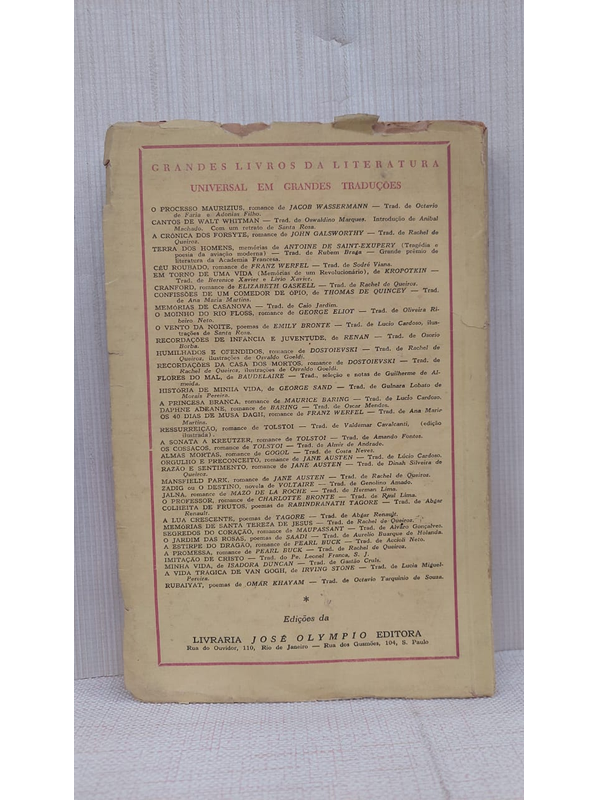 GRANDES LIVROS DA LITERATURA
UNIVERSAL EM GRANDES TRADUÇÕES
O PROCESSO MAURIZIUS, romance de JACOB WASSERMANN — Trad. de Octavio
de Faria e Adonias Filho.
CANTOS DE WALT WHITMAN — Trad. de Oswaldino Marques. Introdução de Anibal
Machado. Com um retrato de Santa Rosa.
A CRÔNICA DOS FORSYTE, romance de JOHN GALSWORTHY — Trad. de Rachel de
Queiroz.
TERRA DOS HOMENS, memórias de ANTOINE DE SAINT-EXUPERY (Tragédia e
poesia da aviação moderna) — Trad. de Rubem Braga — Grande prêmio de
literatura da Academia Francesa.
CÉU ROUBADO, romance de FRANZ WERFEL — Trad. de Sodré Viana.
EM TORNO DE UMA VIDA (Memórias de um Revolucionário), de KROPOTKIN —
Trad. de Berenice Xavier e Livio Xavier.
CRANFORD, romance de ELIZABETH GASKELL — Trad. de Rachel de Queiroz.
CONFISSÕES DE UM COMEDOR DE ÓPIO, de THOMAS DE QUINCEY — Trad.
de Ana Maria Martins.
MEMÓRIAS DE CASANOVA — Trad. de Caio Jardim.
O MOINHO DO RIO FLOSS, romance de GEORGE ELIOT — Trad. de Oliveira Ri-
beiro Neto.
O VENTO DA NOITE, poemas de EMILY BRONTE — Trad. de Lucio Cardoso, ilus-
trações de Santa Rosa.
RECORDAÇÕES DE INFANCIA E JUVENTUDE, de RENAN — Trad. de Osorio
Borba.
HUMILHADOS E OFENDIDOS, romance de DOSTOIEVSKI — Trad. de Rachel de
Queiroz, ilustrações de Osvaldo Goeldi.
RECORDAÇÕES DA CASA DOS MORTOS, romance de DOSTOIEVSKI — Trad. de
Rachel de Queiroz, ilustrações de Osvaldo Goeldi.
FLORES DO MAL, de BAUDELAIRE — Trad., seleção e notas de Guilherme de Al-
meida.
HISTÓRIA DE MINHA VIDA, de GEORGE SAND — Trad. de Gulnara Lobato de
Morais Pereira.
A PRINCESA BRANCA, romance de MAURICE BARING — Trad. de Lucio Cardoso.
DAPHNE ADEANE, romance de BARING — Trad. de Oscar Mendes.
OS 40 DIAS DE MUSA DAGH, romance de FRANZ WERFEL — Trad. de Ana Maria
Martins.
RESSURREIÇÃO, romance de TOLSTOI — Trad. de Valdemar Cavalcanti. (edição
ilustrada).
A SONATA A KREUTZER, romance de TOLSTOI — Trad. de Amando Fontes.
OS COSSACOS, romance de TOLSTOI — Trad. de Almir de Andrade.
ALMAS MORTAS, romance de GOGOL — Trad. de Costa Neves.
ORGULHO E PRECONCEITO, romance de JANE AUSTEN — Trad. de Lúcio Cardoso.
RAZÃO E SENTIMENTO, romance de JANE AUSTEN — Trad. de Dinah Silveira de
Queiroz.
MANSFIELD PARK, romance de JANE AUSTEN — Trad. de Rachel de Queiroz.
ZADIG OU O DESTINO, novela de VOLTAIRE — Trad. de Genolino Amado.
JALNA, romance de MAZO DE LA ROCHE — Trad. de Herman Lima.
O PROFESSOR, romance de CHARLOTTE BRONTE — Trad. de Raul Lima.
COLHEITA DE FRUTOS, poemas de RABINDRANATH TAGORE — Trad. de Abgar
Renault.
A LUA CRESCENTE, poemas de TAGORE — Trad. de Abgar Renault.
MEMÓRIAS DE SANTA TEREZA DE JESUS — Trad. de Rachel de Queiroz.
SEGREDOS DO CORAÇÃO, romance de MAUPASSANT — Trad. de Alvaro Gonçalves.
O JARDIM DAS ROSAS, poemas de SAADI — Trad. de Aurelio Buarque de Holanda.
A ESTIRPE DO DRAGÃO, romance de PEARL BUCK — Trad. de Accioli Neto.
A PROMESSA, romance de PEARL BUCK — Trad. de Rachel de Queiroz.
IMITAÇÃO DE CRISTO — Trad. do Pe. Leonel Franca, S. J.
MINHA VIDA, de ISADORA DUNCAN — Trad. de Gastão Cruls.
A VIDA TRAGICA DE VAN GOGH, de IRVING STONE — Trad. de Lucia Miguel-
Pereira.
RUBAIYAT, poemas de OMAR KHAYAM — Trad. de Octavio Tarquinio de Sousa.
*
Edições da
LIVRARIA JOSÉ OLYMPIO EDITORA
Rua do Ouvidor, 110, Rio de Janeiro — Rua dos Gusmões, 104, S. Paulo